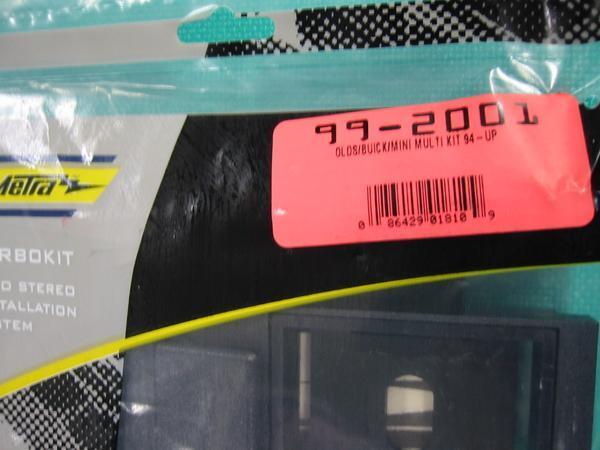 99-2001
OLDS/BUICK/MINI MULTI KIT 94-UP
0 86429 01810 9
Metra
RBOKIT
O STEREO
TALLATION
STEM